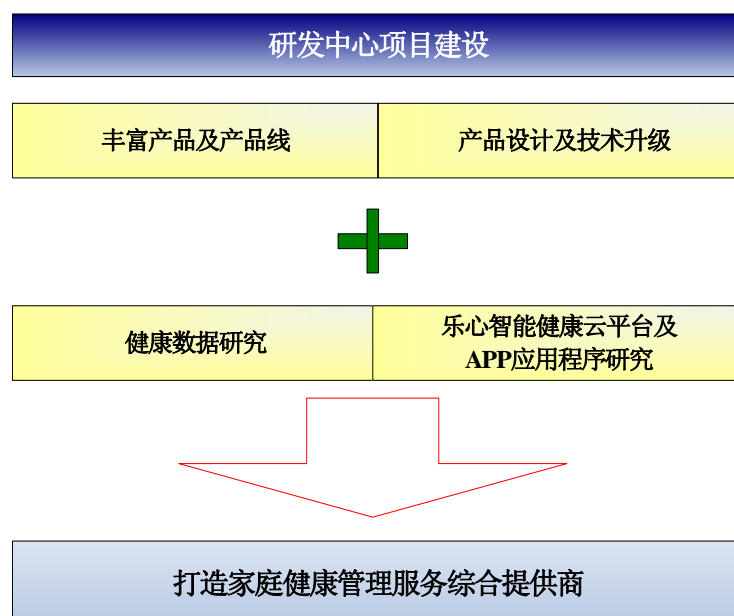 研发中心项目建设
丰富产品及产品线
产品设计及技术升级
健康数据研究
乐心智能健康云平台及
APP应用程序研究
打造家庭健康管理服务综合提供商